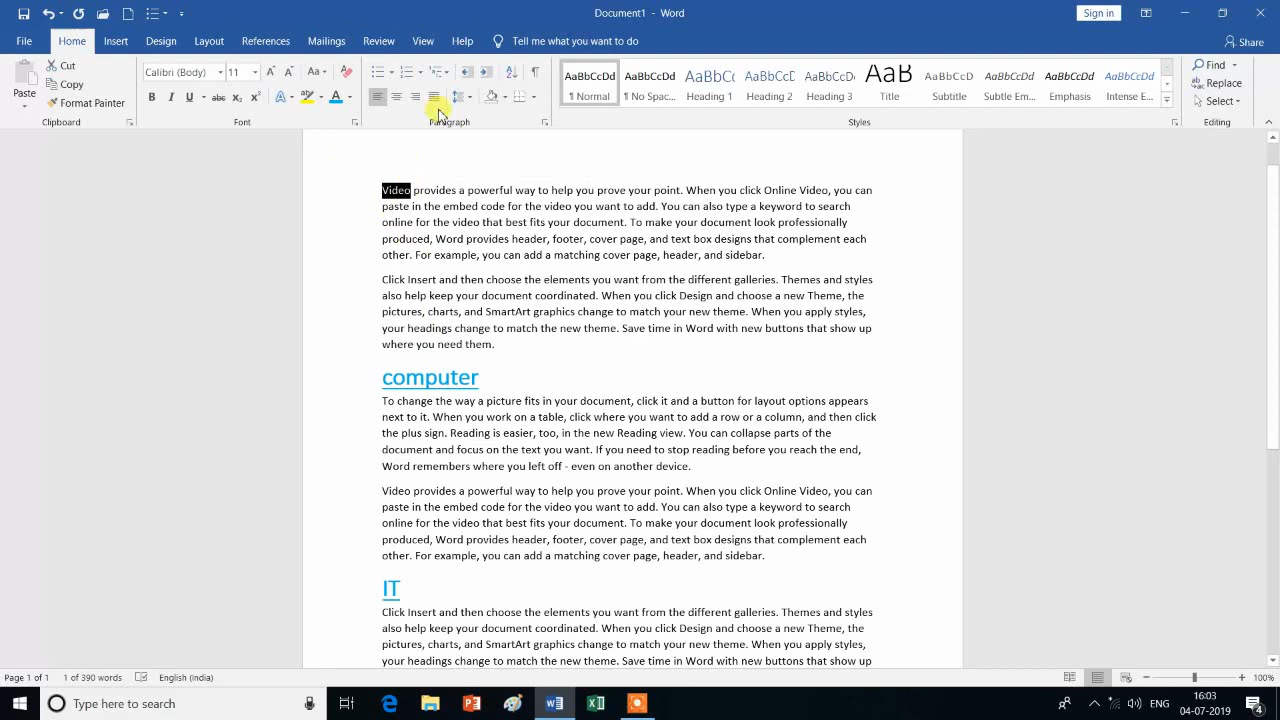 Document1 - Word
Sign in
File Home Insert Design Layout References Mailings Review View Help Tell me what you want to do Share
Paste
Cut
Copy
Format Painter
Clipboard
Calibri (Body) 11
Font
Paragraph
AaBbCcDd AaBbCcDd AaBbC AaBbCcD AaBbCcD AaB AaBbCcD AaBbCcDd AaBbCcDd AaBbCcDd
¶ Normal ¶ No Spac... Heading 1 Heading 2 Heading 3 Title Subtitle Subtle Em... Emphasis Intense E...
Styles
Find
Replace
Select
Editing
Video provides a powerful way to help you prove your point. When you click Online Video, you can
paste in the embed code for the video you want to add. You can also type a keyword to search
online for the video that best fits your document. To make your document look professionally
produced, Word provides header, footer, cover page, and text box designs that complement each
other. For example, you can add a matching cover page, header, and sidebar.
Click Insert and then choose the elements you want from the different galleries. Themes and styles
also help keep your document coordinated. When you click Design and choose a new Theme, the
pictures, charts, and SmartArt graphics change to match your new theme. When you apply styles,
your headings change to match the new theme. Save time in Word with new buttons that show up
where you need them.
computer
To change the way a picture fits in your document, click it and a button for layout options appears
next to it. When you work on a table, click where you want to add a row or a column, and then click
the plus sign. Reading is easier, too, in the new Reading view. You can collapse parts of the
document and focus on the text you want. If you need to stop reading before you reach the end,
Word remembers where you left off - even on another device.
Video provides a powerful way to help you prove your point. When you click Online Video, you can
paste in the embed code for the video you want to add. You can also type a keyword to search
online for the video that best fits your document. To make your document look professionally
produced, Word provides header, footer, cover page, and text box designs that complement each
other. For example, you can add a matching cover page, header, and sidebar.
IT
Click Insert and then choose the elements you want from the different galleries. Themes and styles
also help keep your document coordinated. When you click Design and choose a new Theme, the
pictures, charts, and SmartArt graphics change to match your new theme. When you apply styles,
your headings change to match the new theme. Save time in Word with new buttons that show up
Page 1 of 1 1 of 390 words English (India) 100%
Type here to search
ENG
16:03
04-07-2019
4